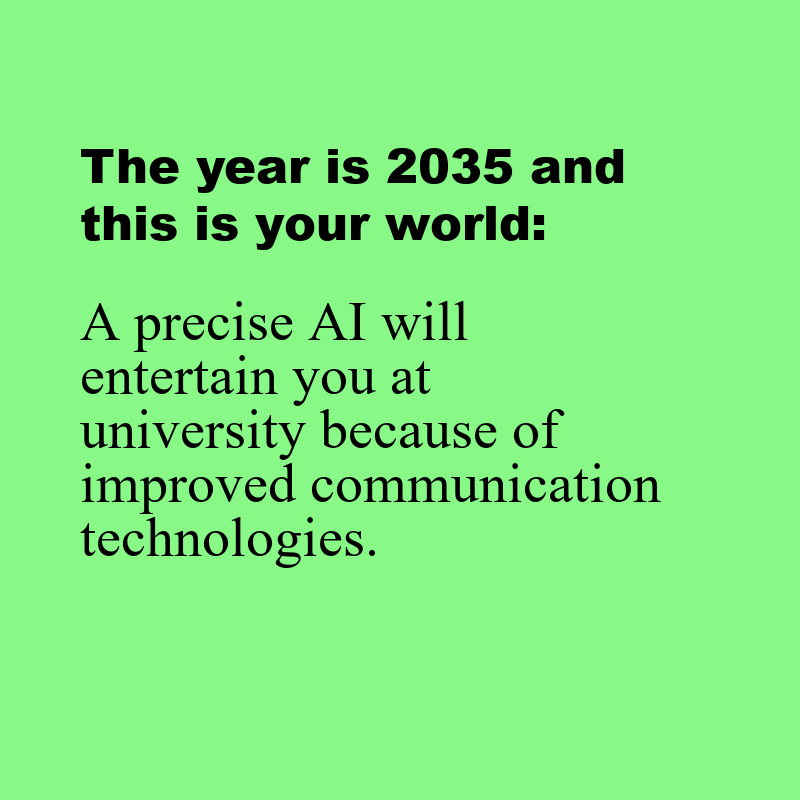 The year is 2035 and
this is your world:
A precise AI will
entertain you at
university because of
improved communication
technologies.